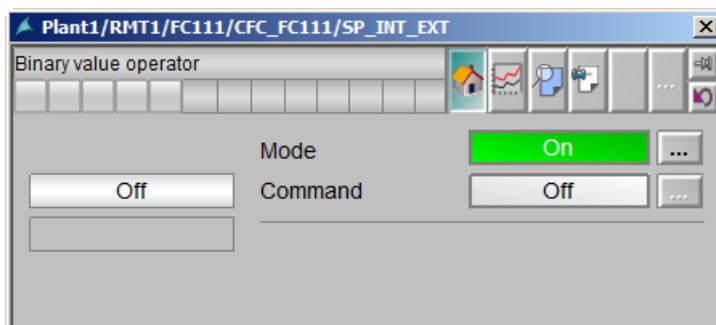 Plant1/RMT1/FC111/CFC_FC111/SP_INT_EXT
Binary value operator
...
Mode
On
...
Off
Command
Off
...